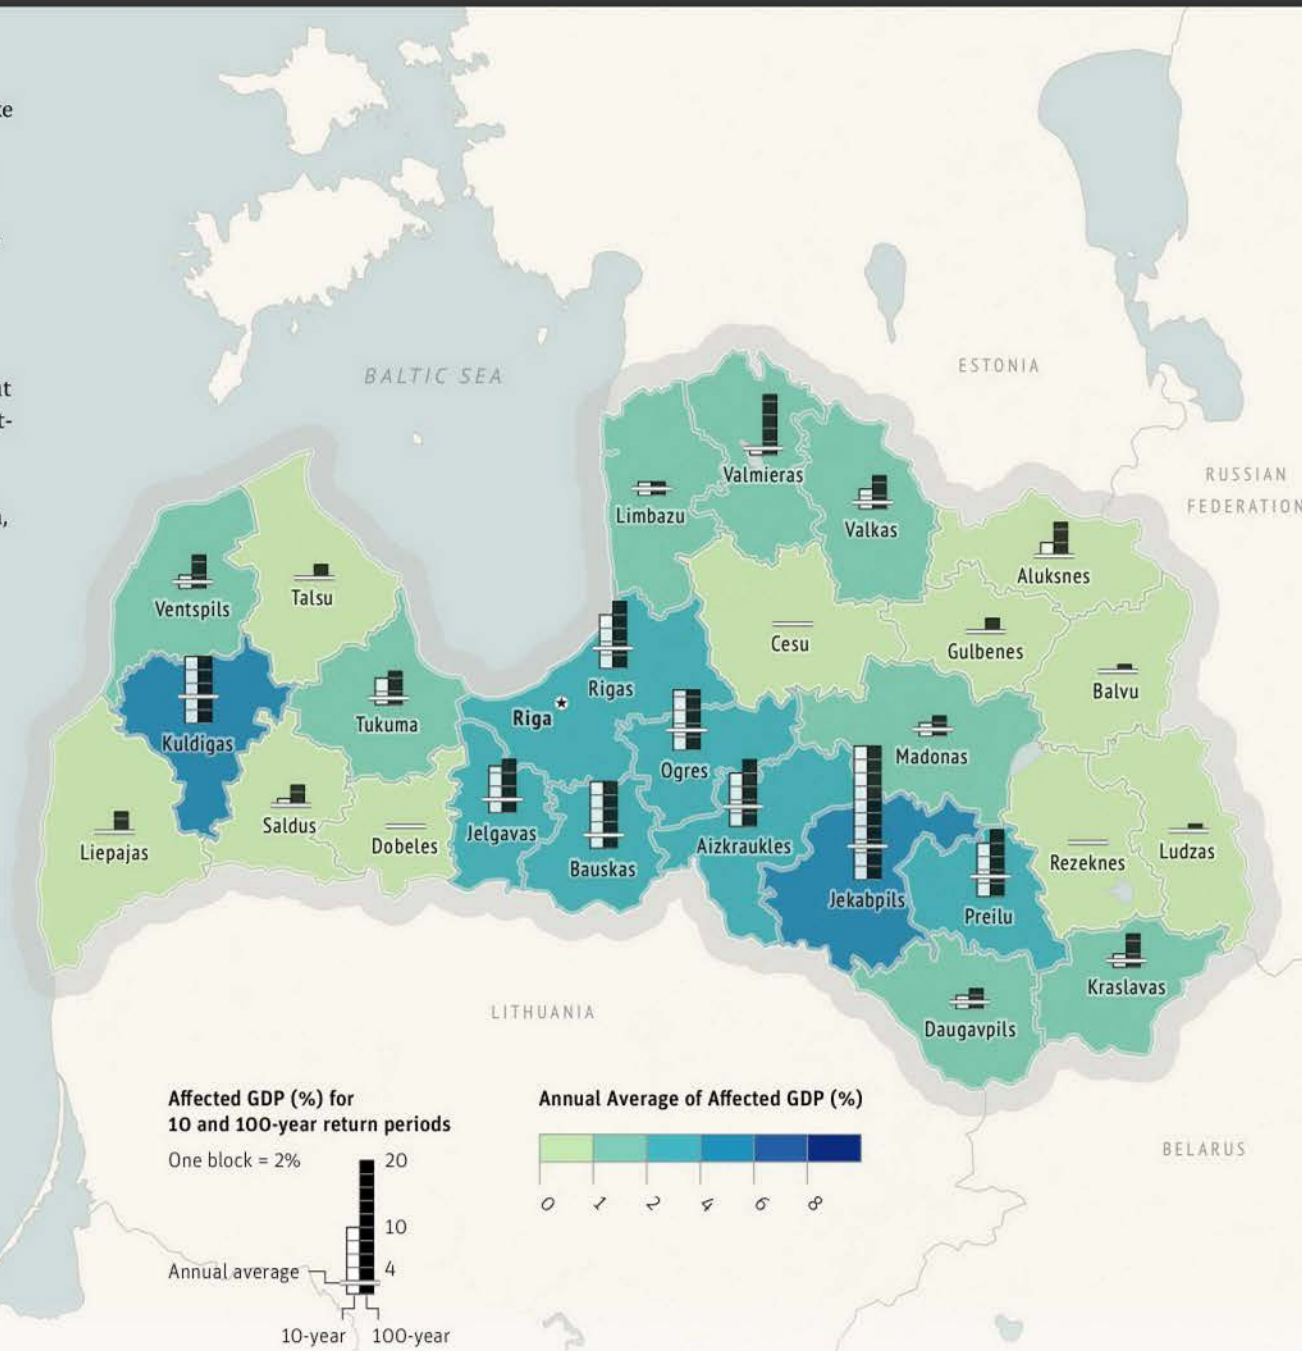 BALTIC SEA
ESTONIA
RUSSIAN
FEDERATION
Valmieras
Limbazu
Valkas
Aluksnes
Ventspils
Talsu
Cesu
Gulbenes
Balvu
Rigas
Riga
Kuldigas
Tukuma
Ogres
Madonas
Liepajas
Saldus
Dobeles
Jelgavas
Bauskas
Aizkraukles
Rezeknes
Ludzas
Jekabpils
Preilu
Kraslavas
Daugavpils
LITHUANIA
BELARUS
Affected GDP (%) for
10 and 100-year return periods
One block = 2%
20
10
4
Annual average
10-year 100-year
Annual Average of Affected GDP (%)
0 1 2 4 6 8